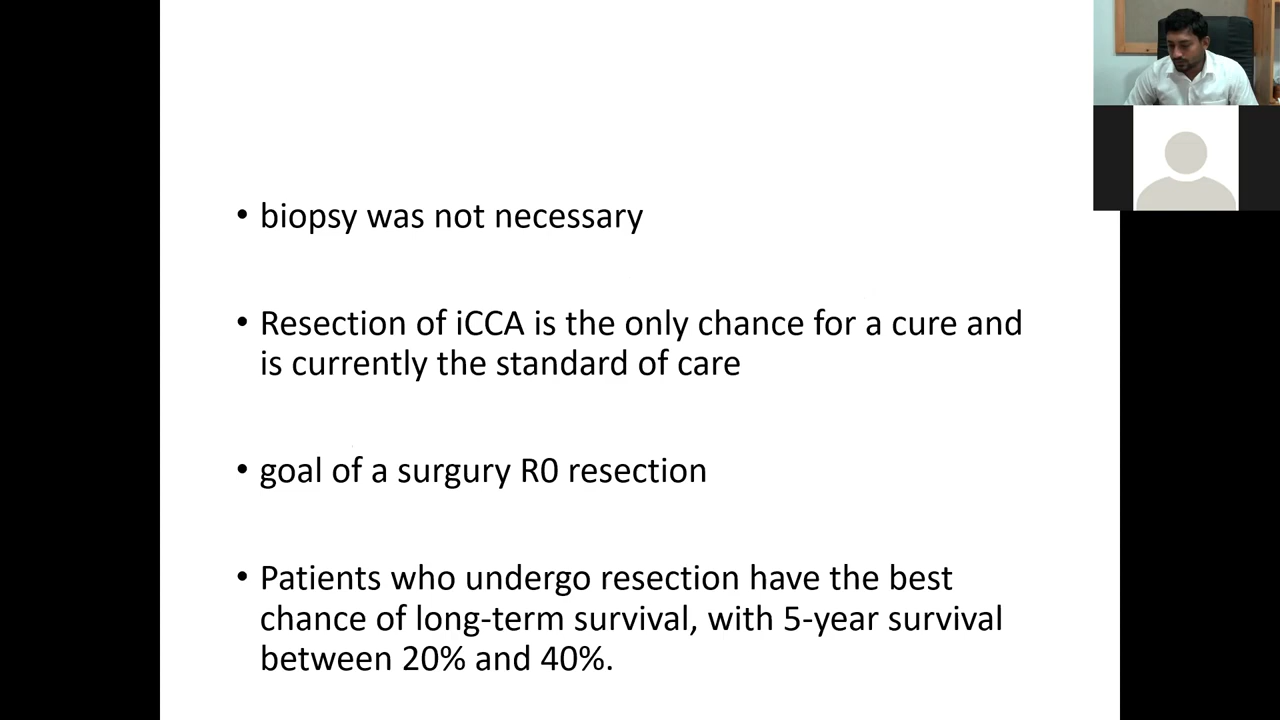 • biopsy was not necessary
• Resection of iCCA is the only chance for a cure and
is currently the standard of care
• goal of a surgury R0 resection
• Patients who undergo resection have the best
chance of long-term survival, with 5-year survival
between 20% and 40%.